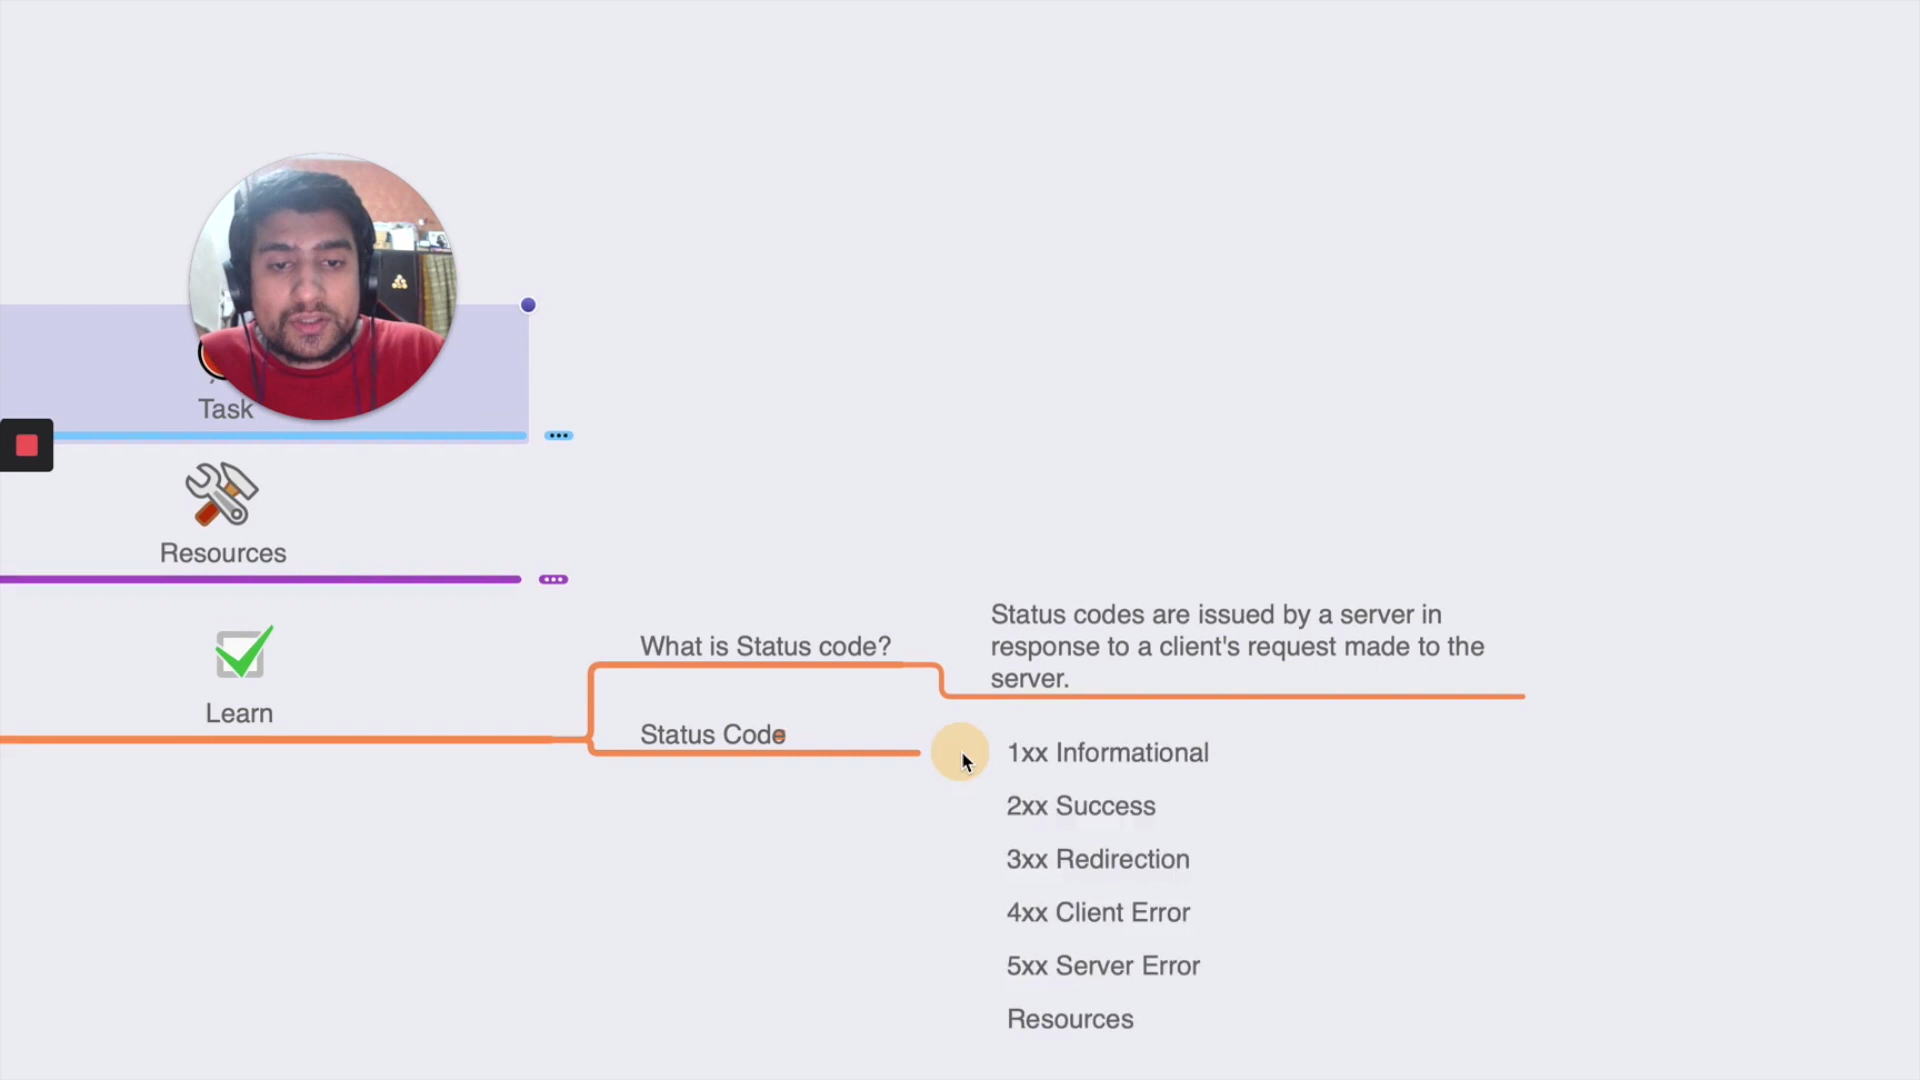 Task
Resources
Learn
What is Status code?
Status codes are issued by a server in
response to a client's request made to the
server.
Status Code
1xx Informational
2xx Success
3xx Redirection
4xx Client Error
5xx Server Error
Resources